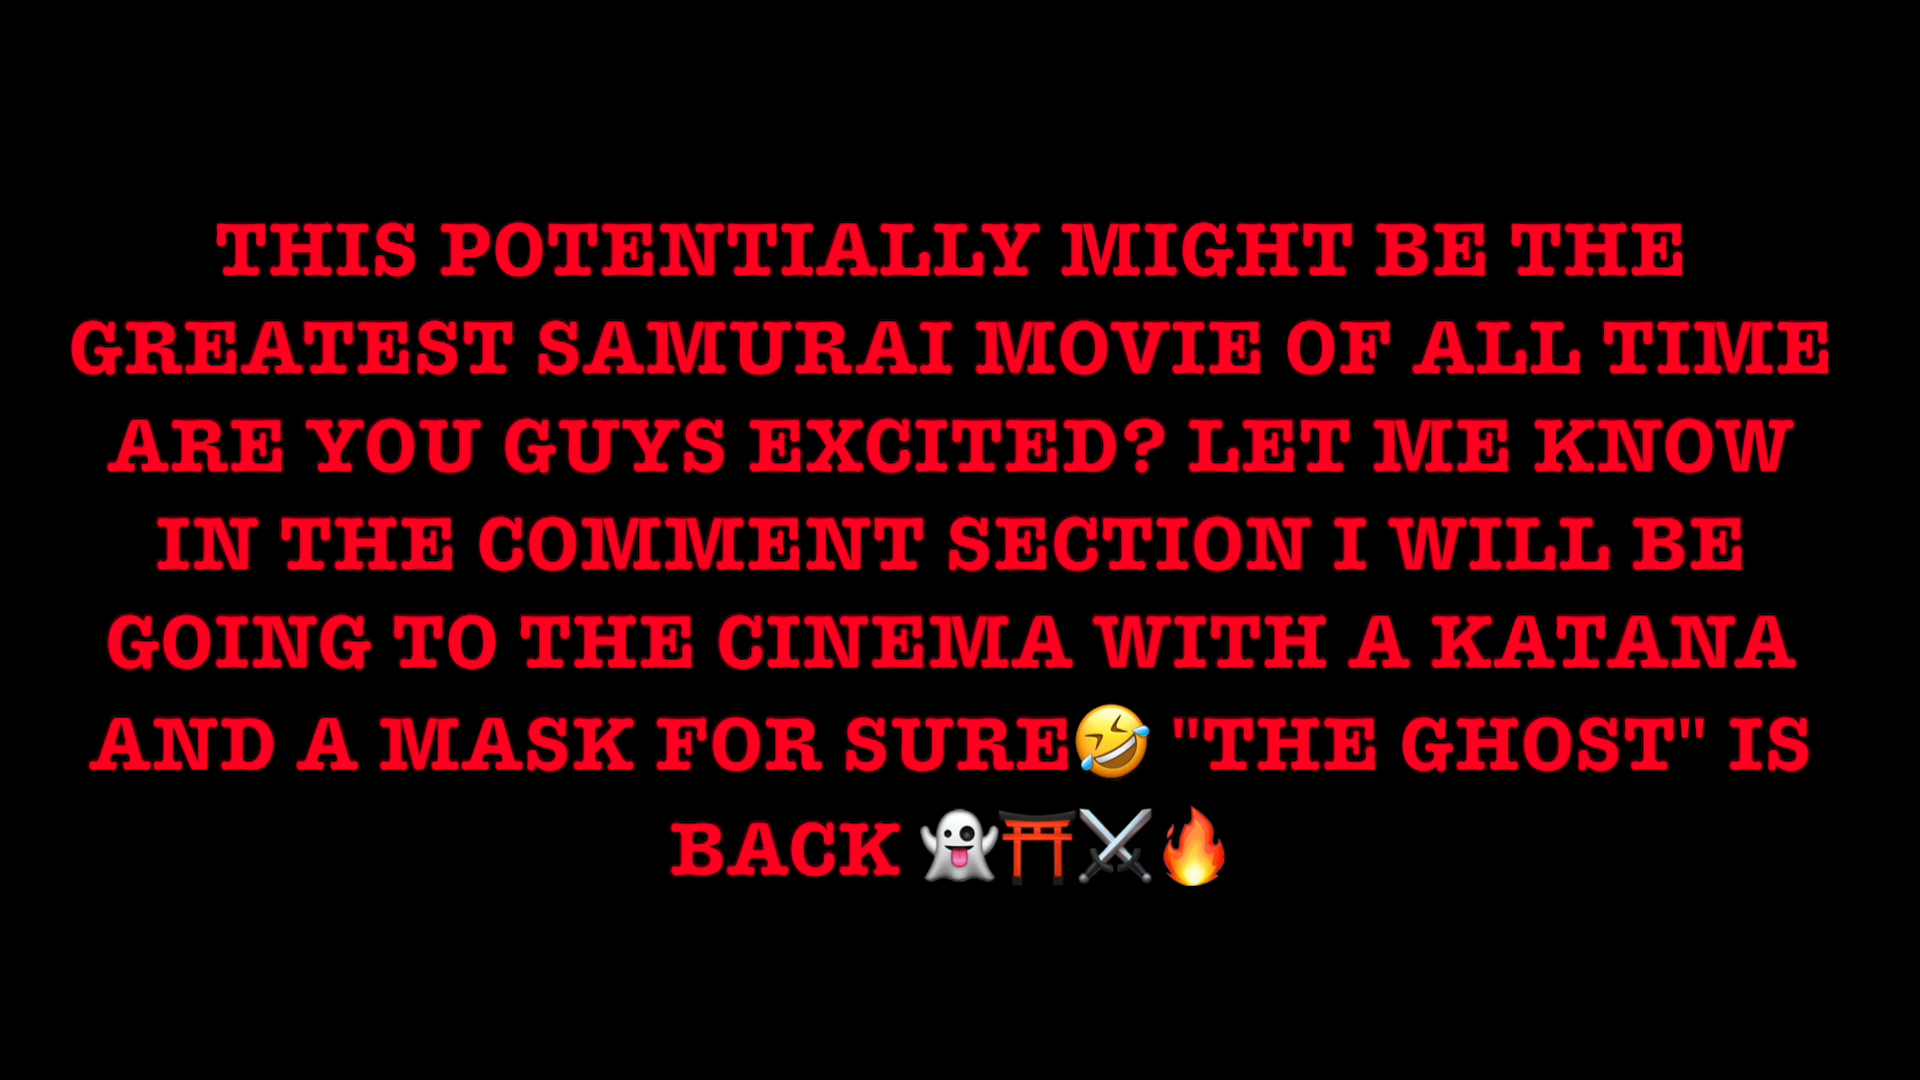 THIS POTENTIALLY MIGHT BE THE
GREATEST SAMURAI MOVIE OF ALL TIME
ARE YOU GUYS EXCITED? LET ME KNOW
IN THE COMMENT SECTION I WILL BE
GOING TO THE CINEMA WITH A KATANA
AND A MASK FOR SURE🤣 "THE GHOST" IS
BACK 👻⛩️⚔️🔥